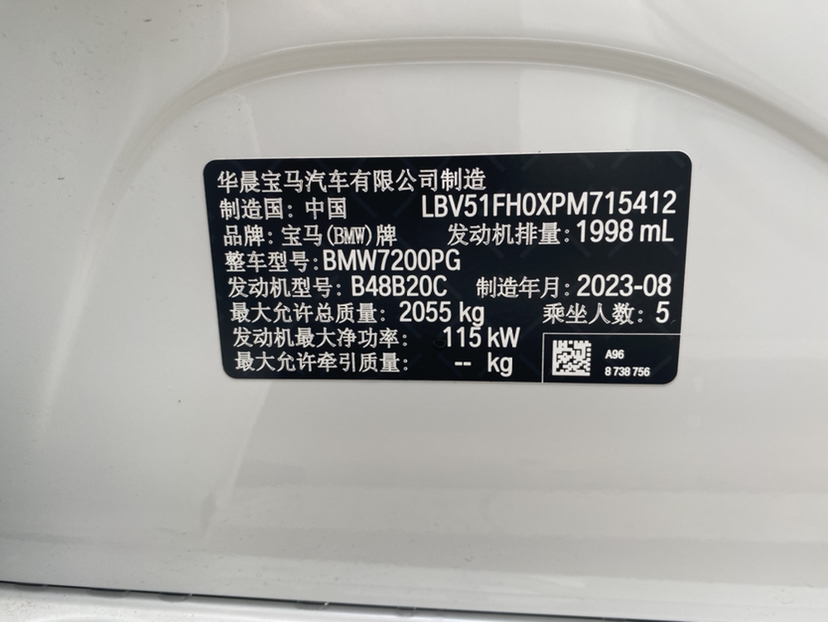 华晨宝马汽车有限公司制造
制造国: 中国 LBV51FH0XPM715412
品牌: 宝马(BMW)牌 发动机排量: 1998 mL
整车型号: BMW7200PG
发动机型号: B48B20C 制造年月: 2023-08
最大允许总质量: 2055 kg 乘坐人数: 5
发动机最大净功率: 115 kW
最大允许牵引质量: -- kg
A96
8 738 756